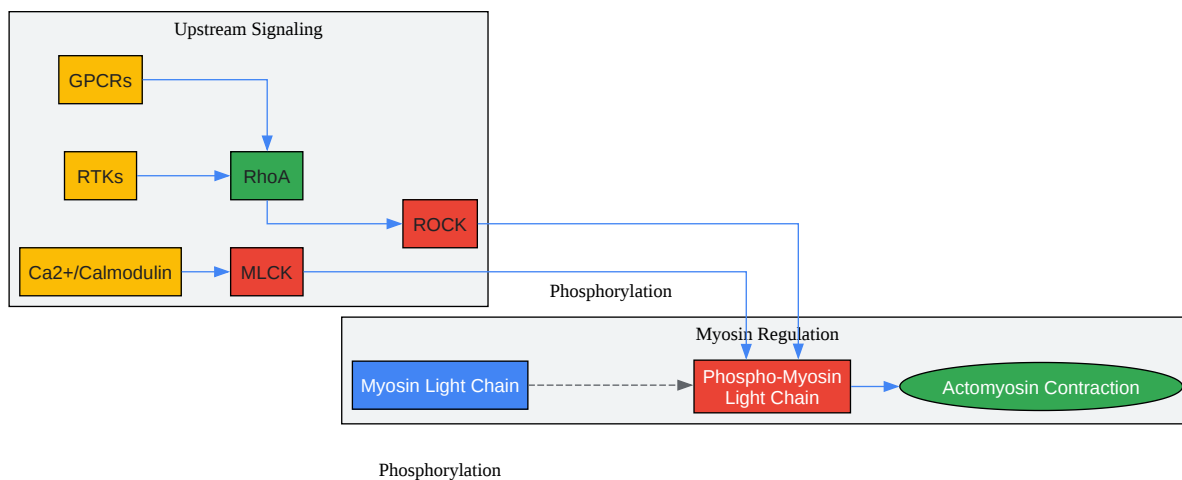 Upstream Signaling
GPCRs
RTKs
RhoA
ROCK
Ca2+/Calmodulin
MLCK
Phosphorylation
Myosin Regulation
Myosin Light Chain
Phospho-Myosin
Light Chain
Actomyosin Contraction
Phosphorylation